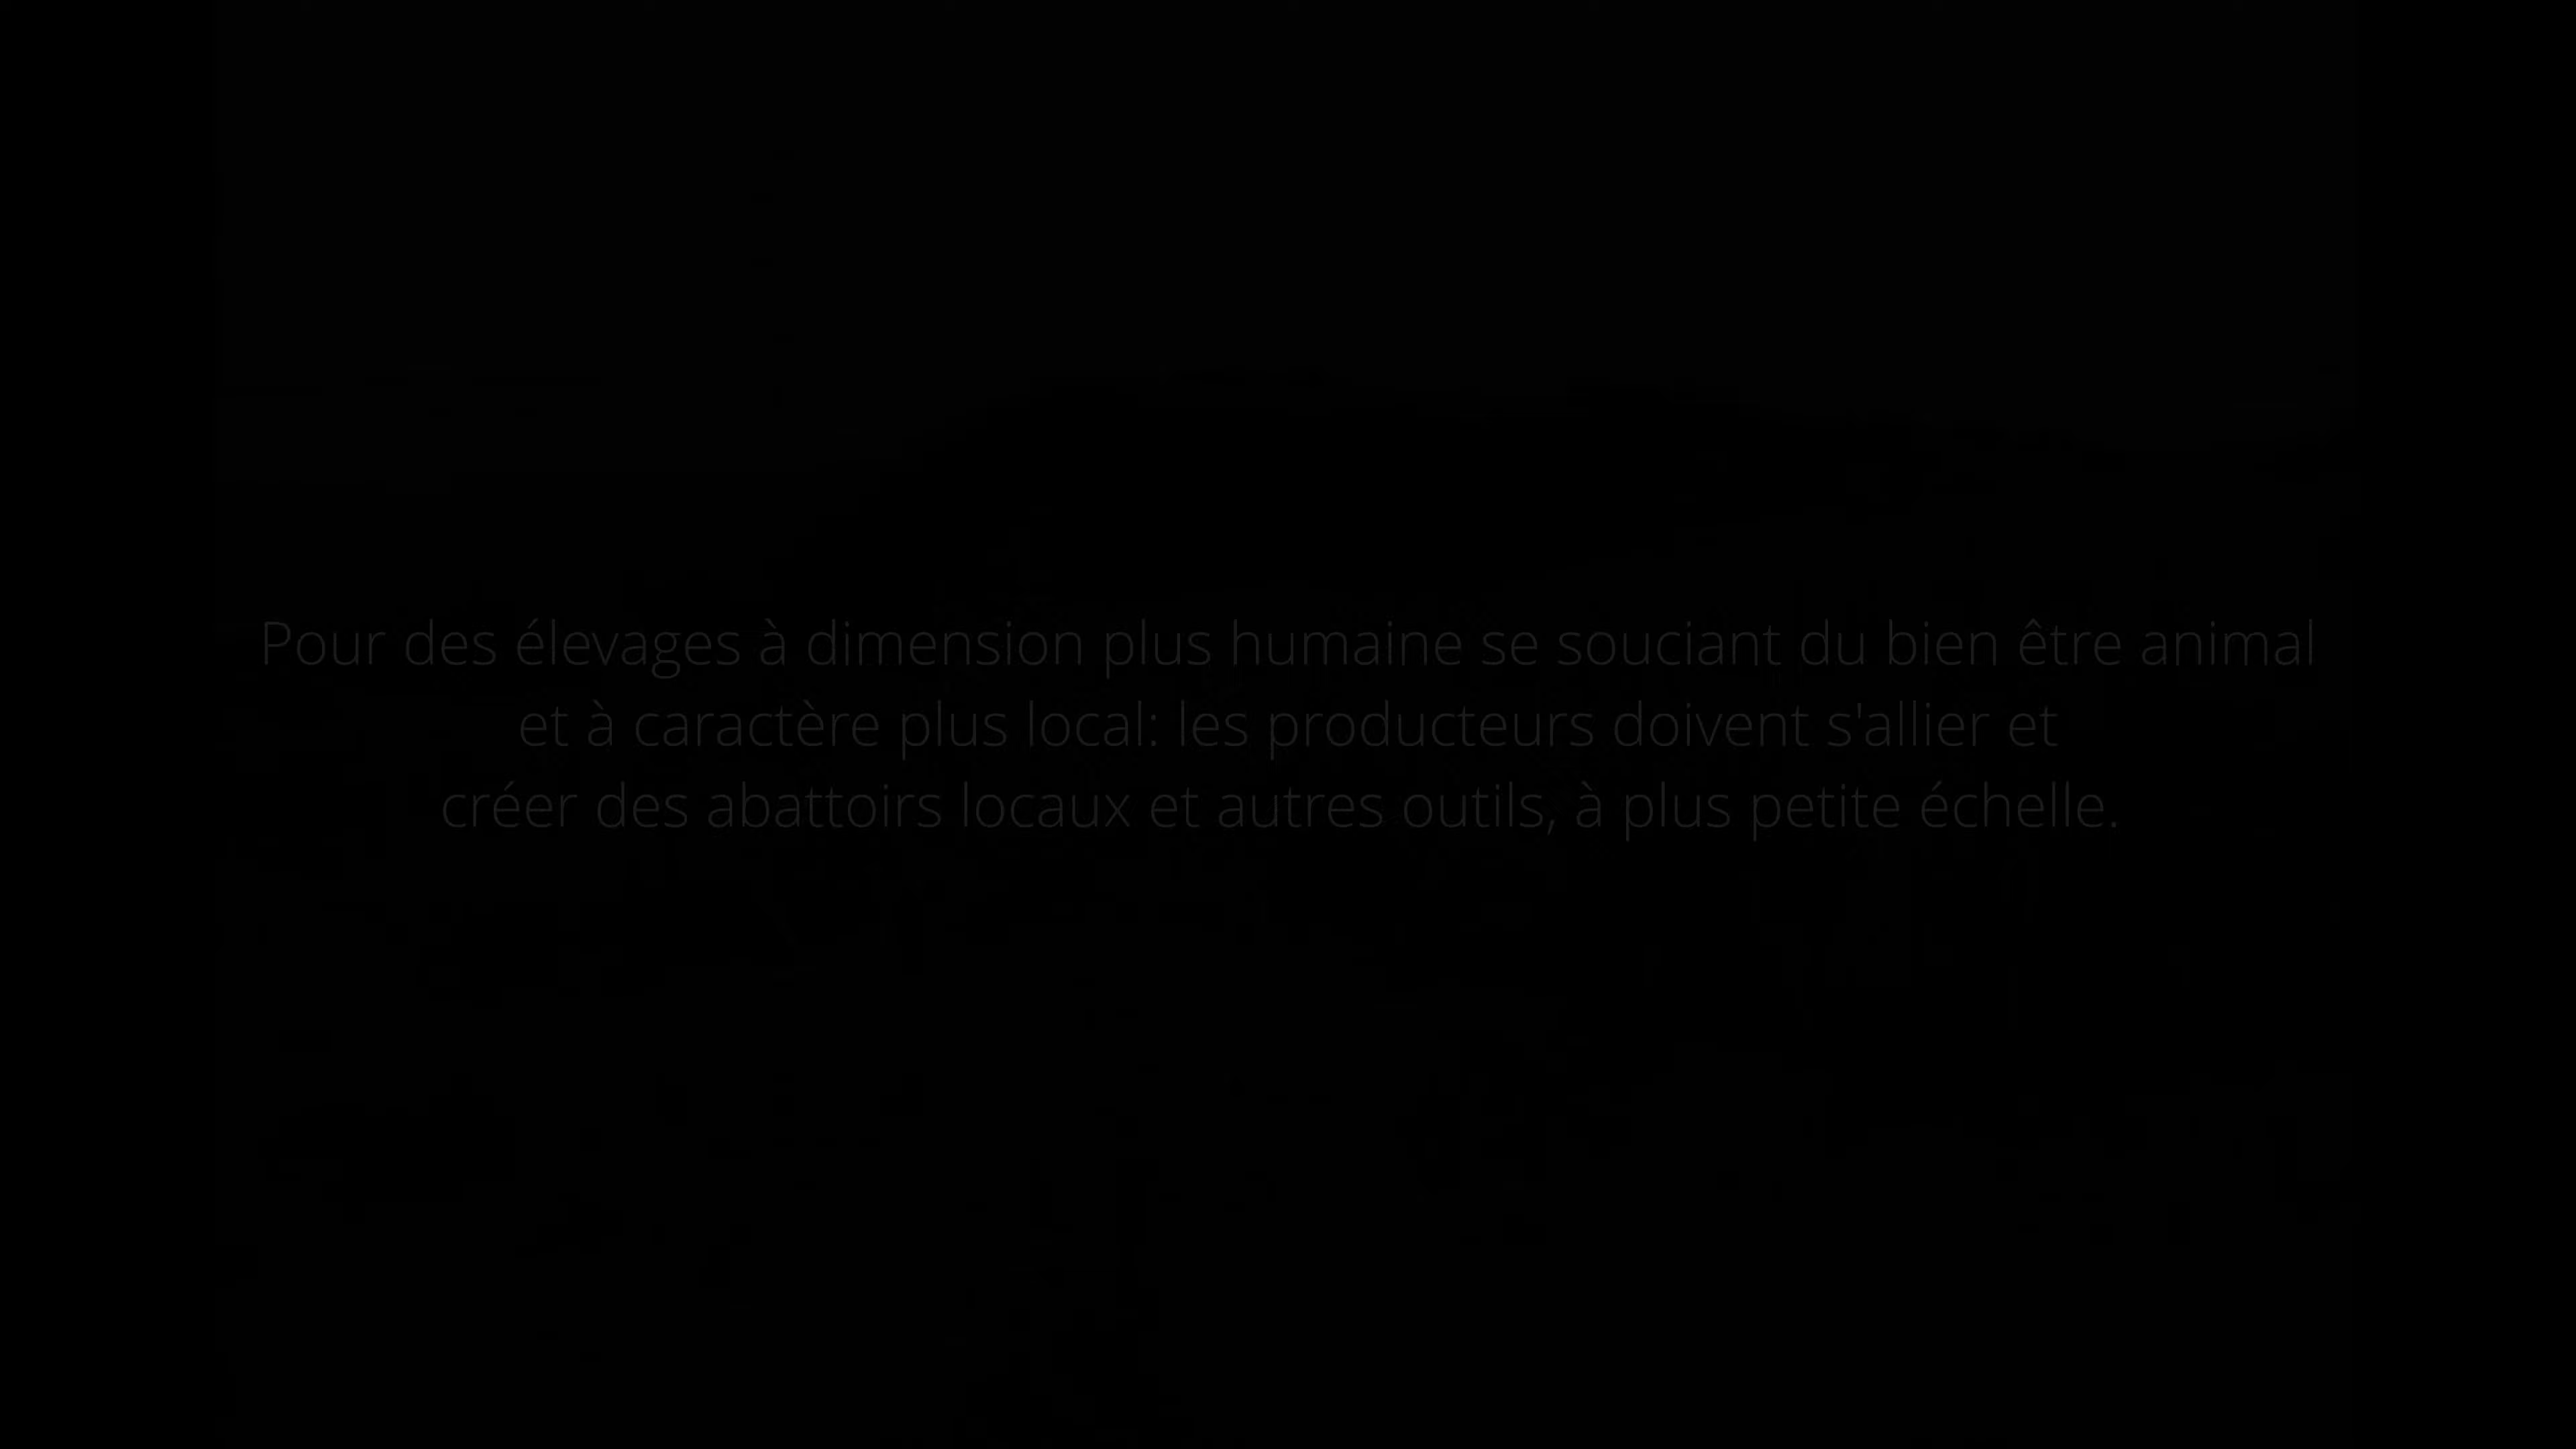 Pour des élevages à dimension plus humaine se souciant du bien être animal
et à caractère plus local: les producteurs doivent s'allier et
créer des abattoirs locaux et autres outils, à plus petite échelle.